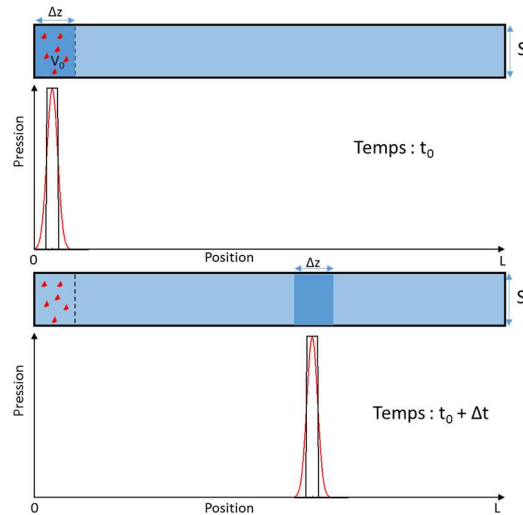 Δz
V₀
S
Pression
Temps : t₀
0
Position
L
Δz
S
Pression
Temps : t₀ + Δt
0
Position
L